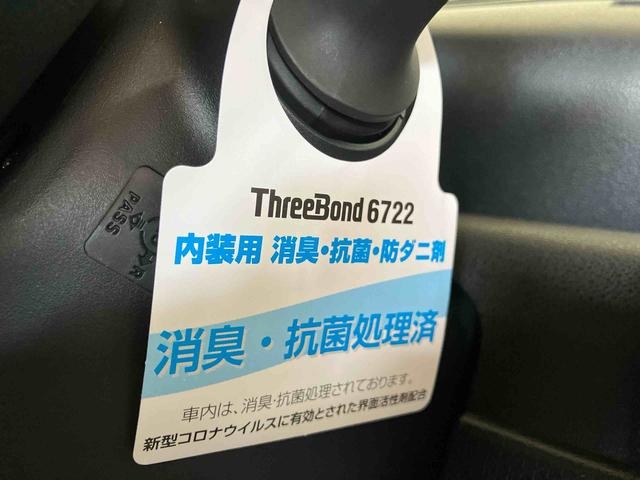 ThreeBond 6722
内装用 消臭・抗菌・防ダニ剤
消臭・抗菌処理済
車内は、消臭・抗菌処理されております。
新型コロナウイルスに有効とされた界面活性剤配合
PASS